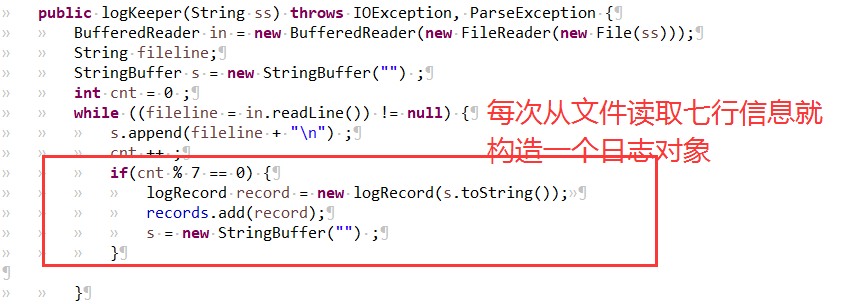 public logKeeper(String ss) throws IOException, ParseException {
BufferedReader in = new BufferedReader(new FileReader(new File(ss)));
String fileline;
StringBuffer s = new StringBuffer("") ;
int cnt = 0 ;
while ((fileline = in.readLine()) != null) {
每次从文件读取七行信息就
s.append(fileline + "\n") ;
构造一个日志对象
cnt ++ ;
if(cnt % 7 == 0) {
logRecord record = new logRecord(s.toString());
records.add(record);
s = new StringBuffer("") ;
}
}